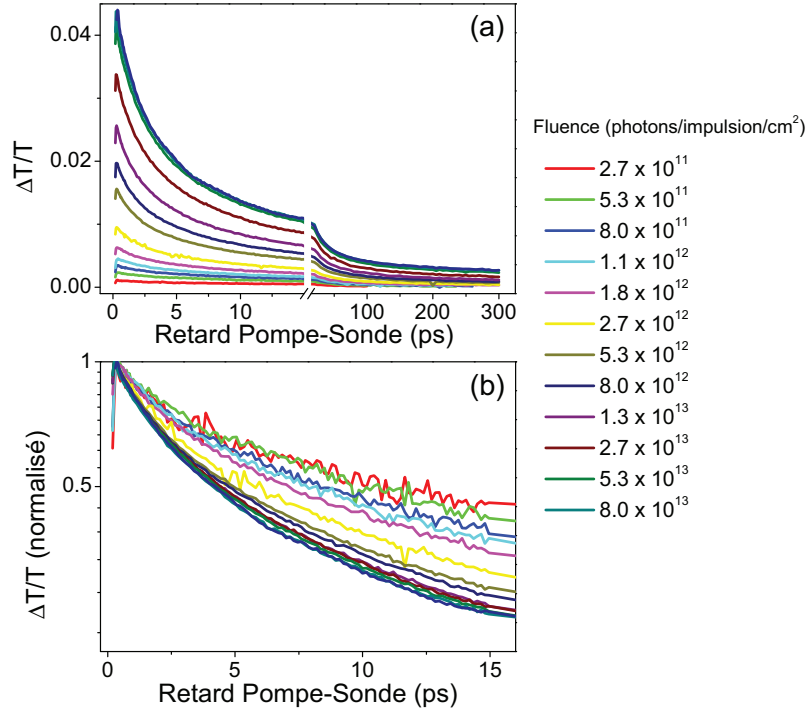 (a)
ΔT/T
0.04
0.02
0.00
0 5 10 100 200 300
Retard Pompe-Sonde (ps)
(b)
ΔT/T (normalisé)
1
0.5
0 5 10 15
Retard Pompe-Sonde (ps)
Fluence (photons/impulsion/cm²)
2.7 x 10¹¹
5.3 x 10¹¹
8.0 x 10¹¹
1.1 x 10¹²
1.8 x 10¹²
2.7 x 10¹²
5.3 x 10¹²
8.0 x 10¹²
1.3 x 10¹³
2.7 x 10¹³
5.3 x 10¹³
8.0 x 10¹³